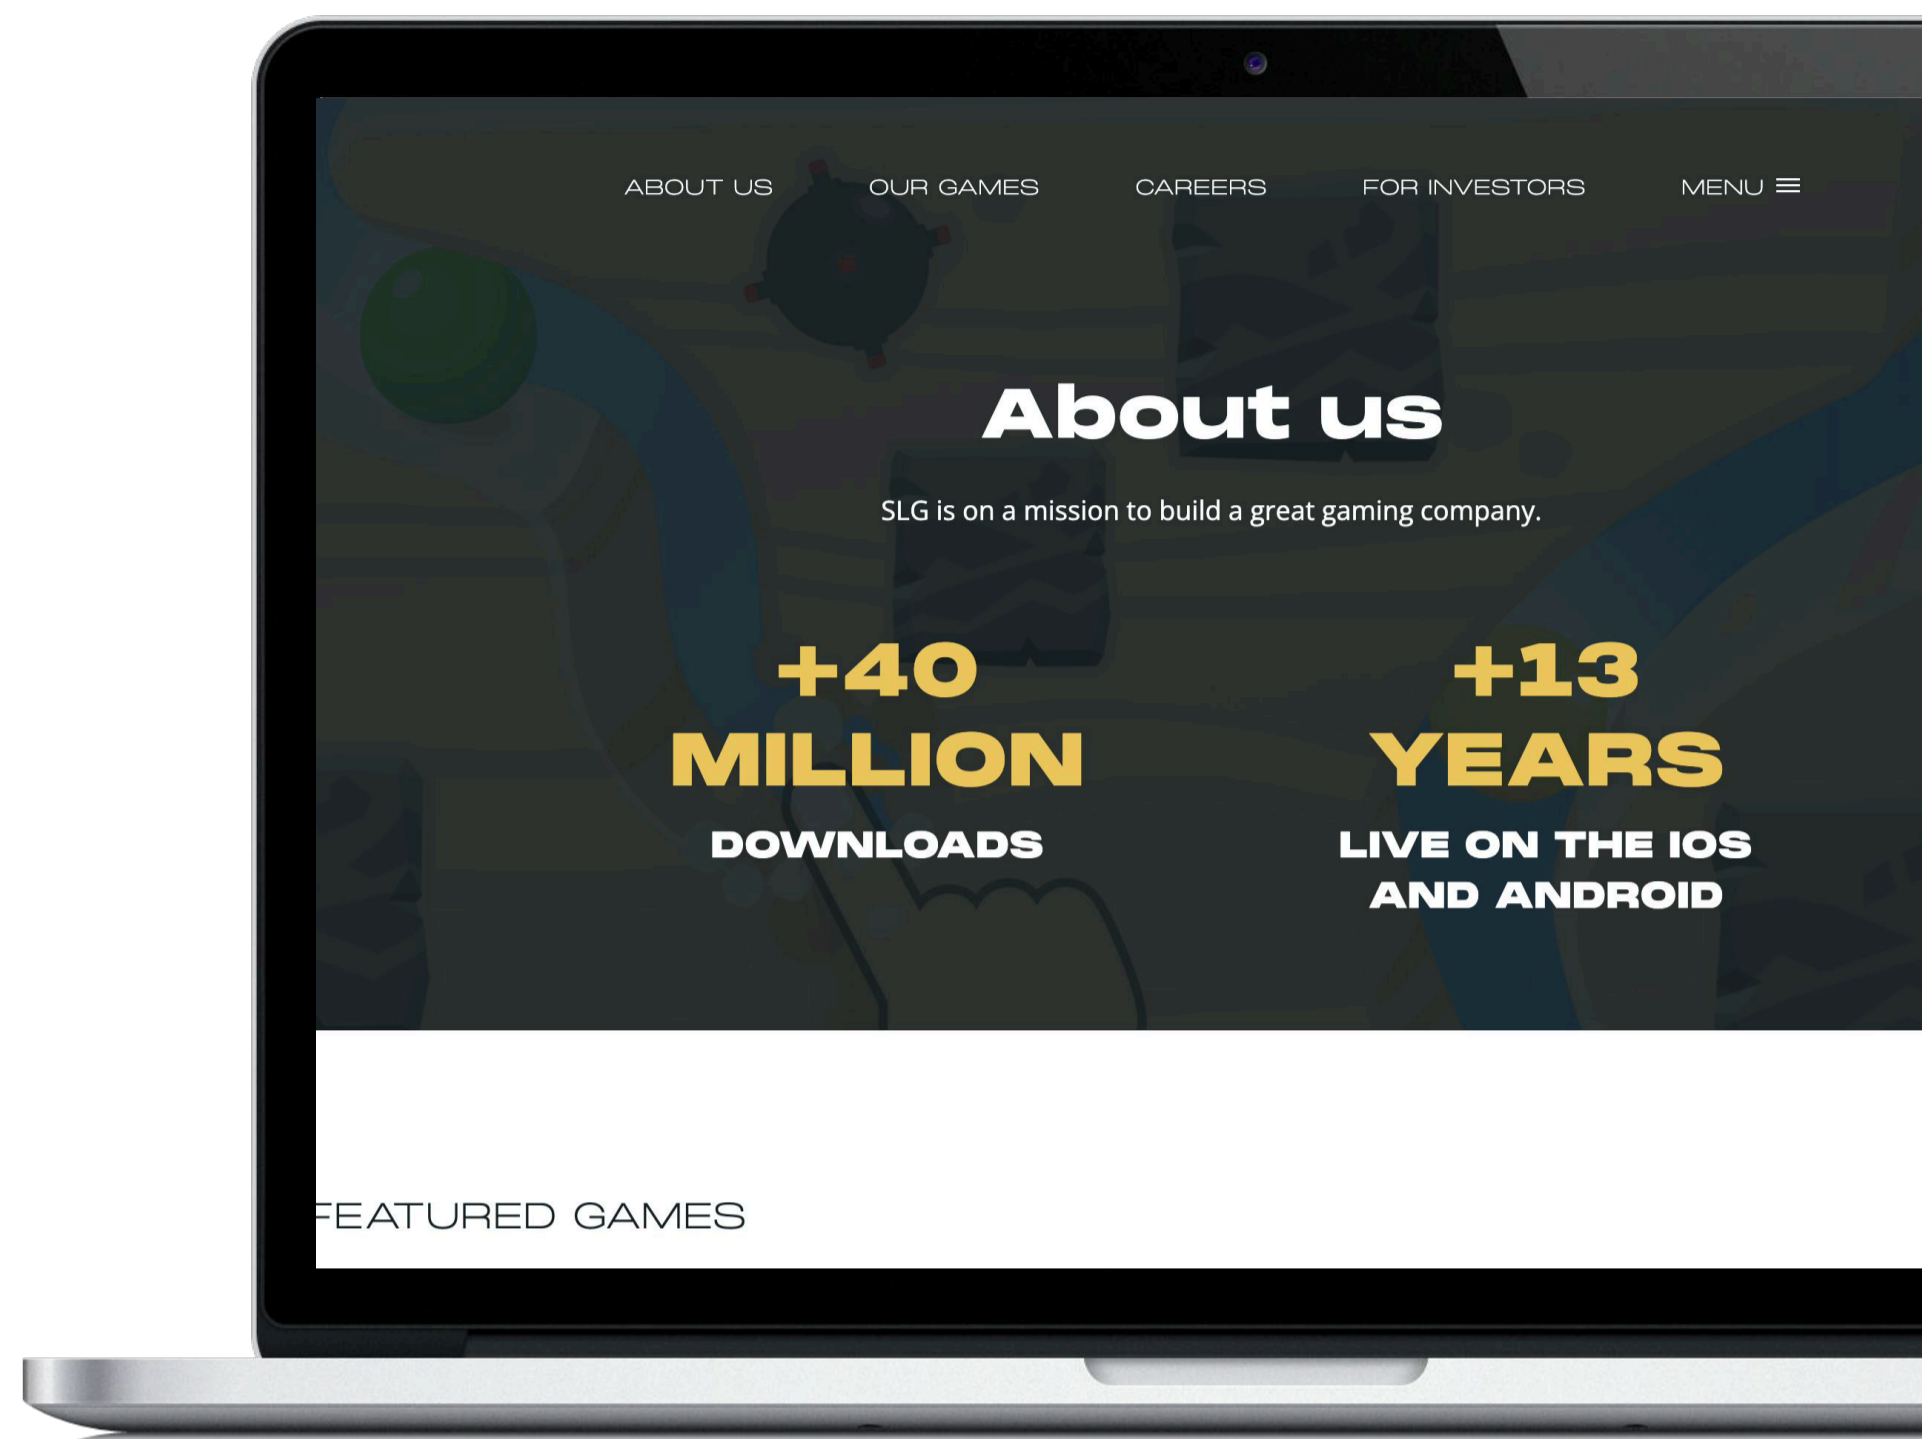 ABOUT US OUR GAMES CAREERS FOR INVESTORS MENU
About us
SLG is on a mission to build a great gaming company.
+40
MILLION
DOWNLOADS
+13
YEARS
LIVE ON THE IOS
AND ANDROID
FEATURED GAMES